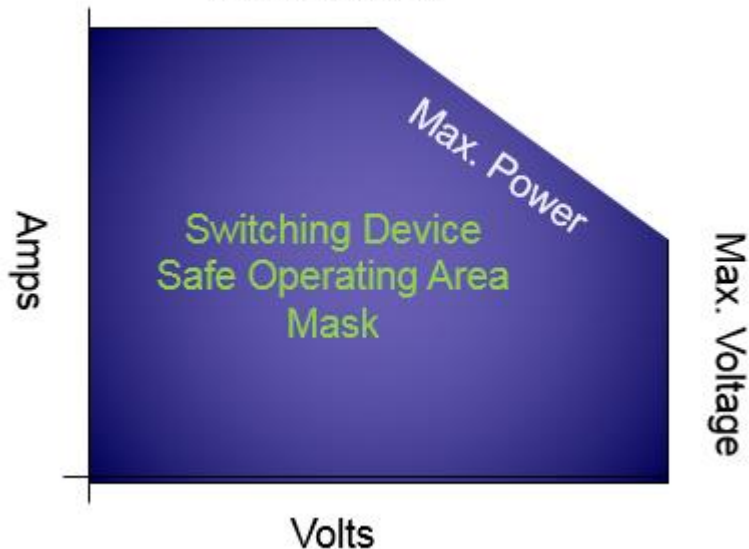 Max. Power
Switching Device
Safe Operating Area
Mask
Amps
Max. Voltage
Volts